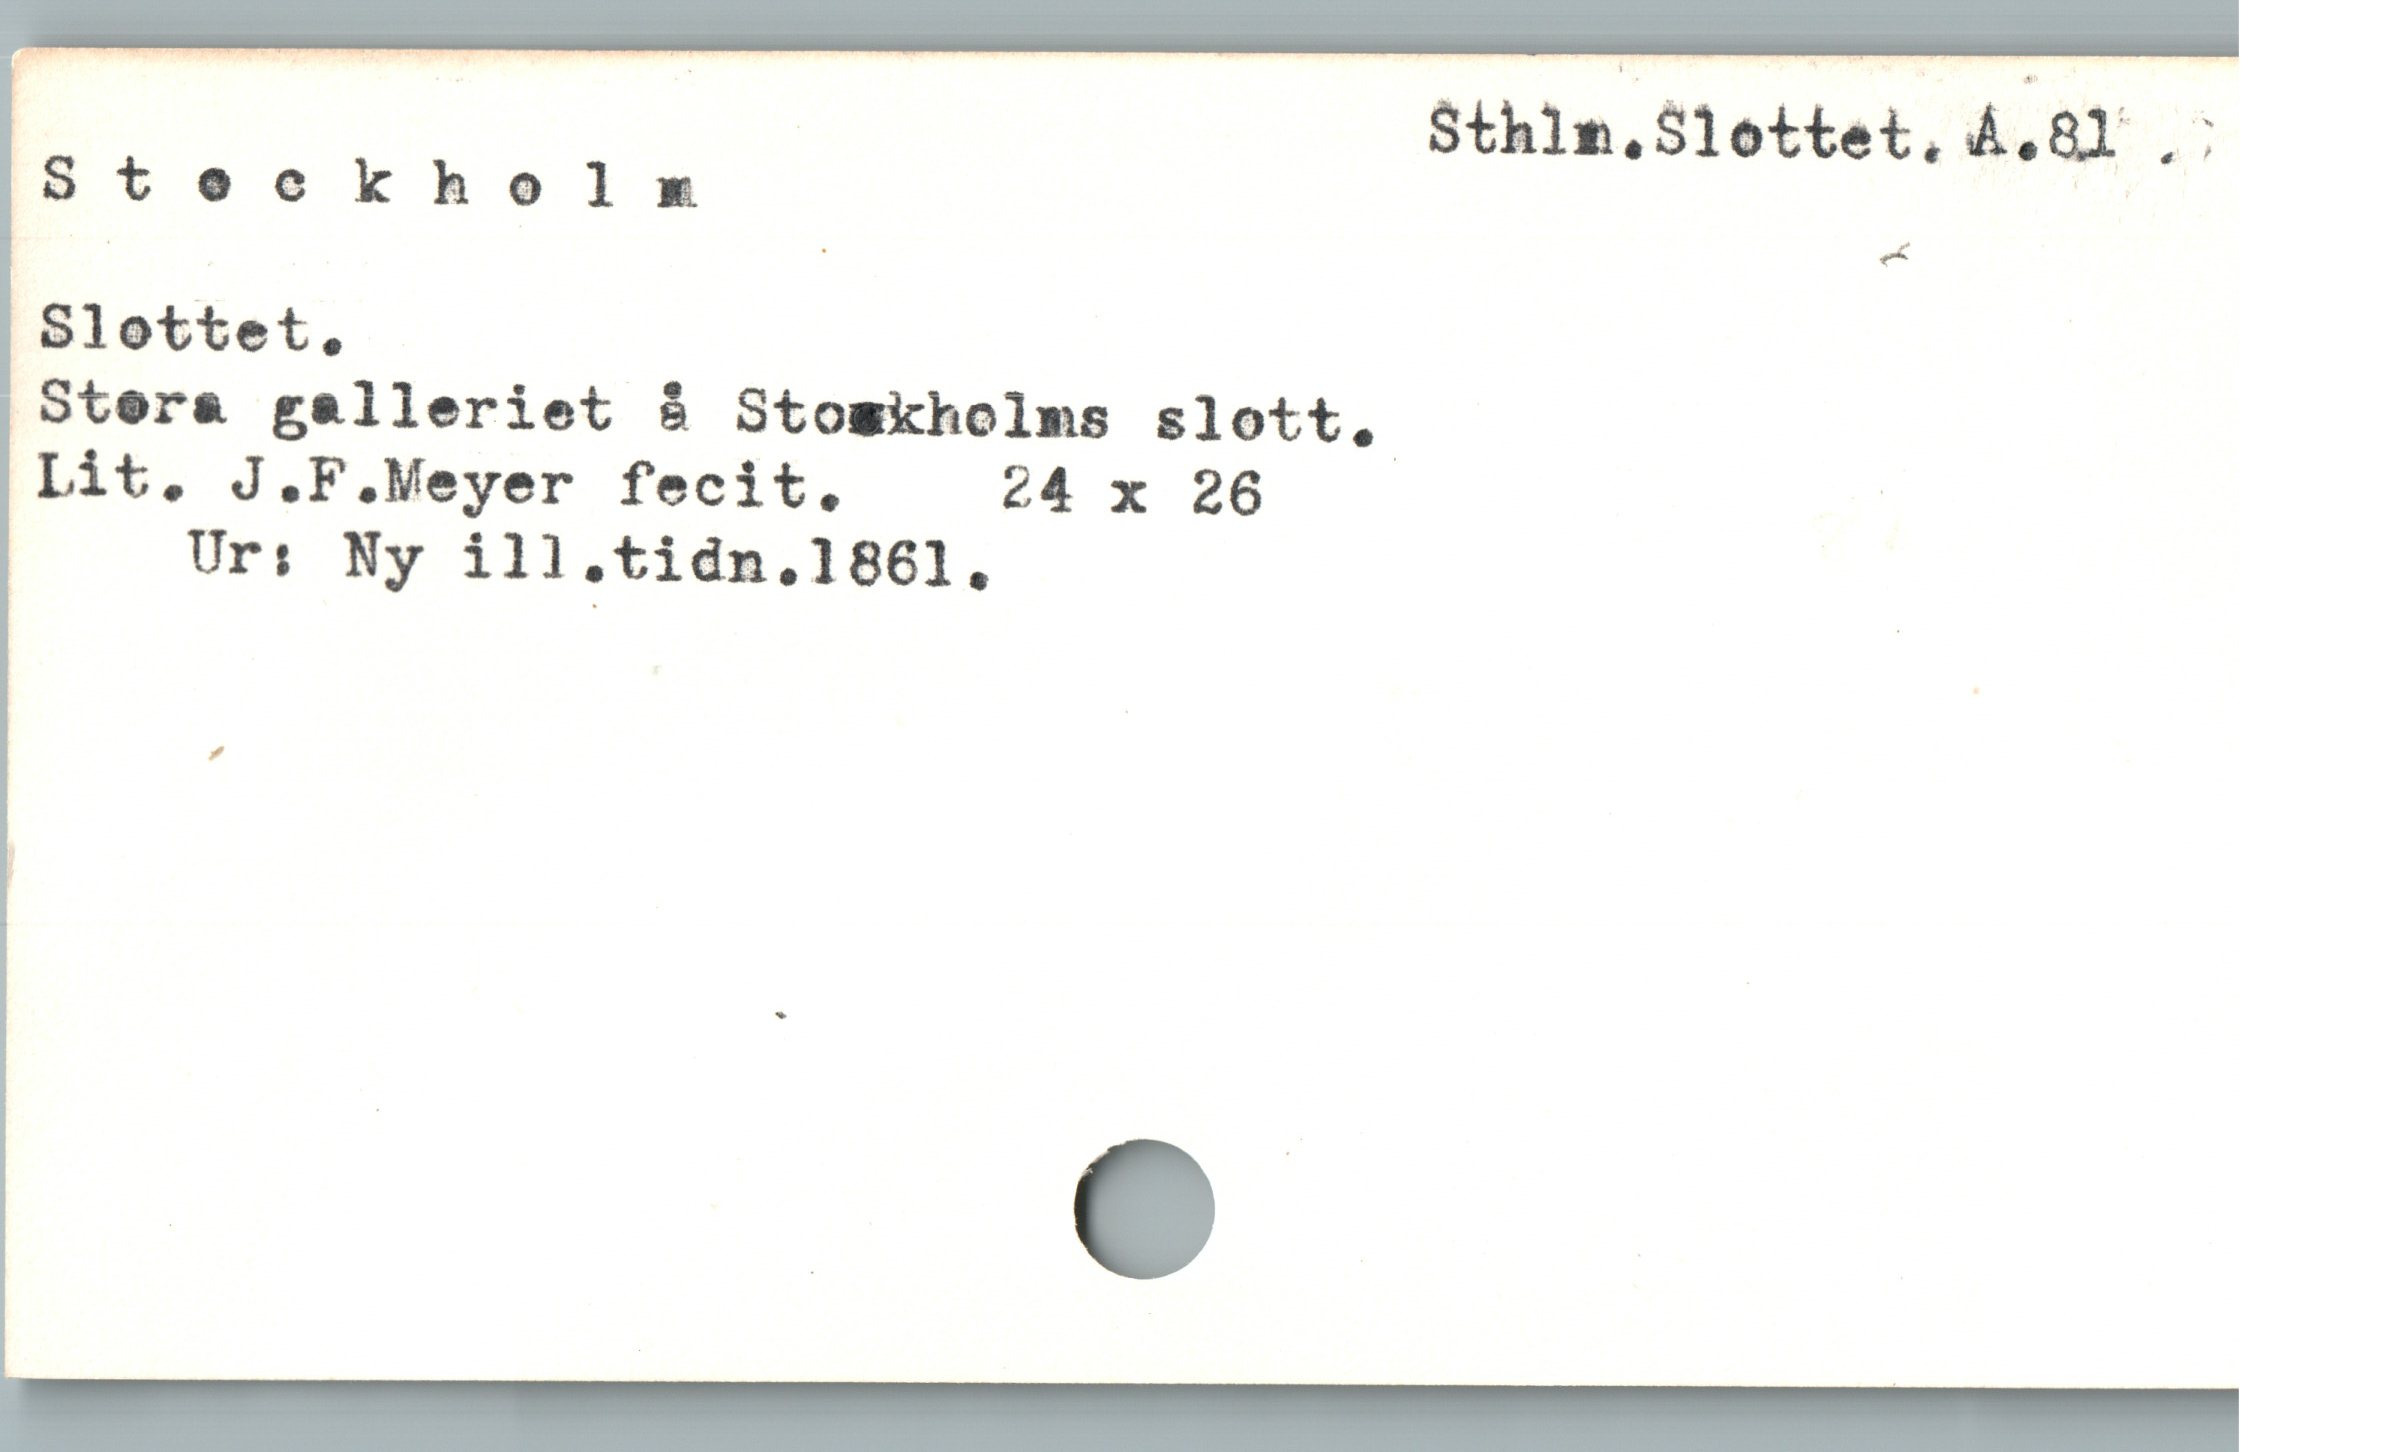 Sthlm.Slottet. A.81
S t o c k h o l m
Slottet.
Stora galleriet å Stockholms slott.
Lit. J.F.Meyer fecit. 24 x 26
Ur: Ny ill.tidn.1861.